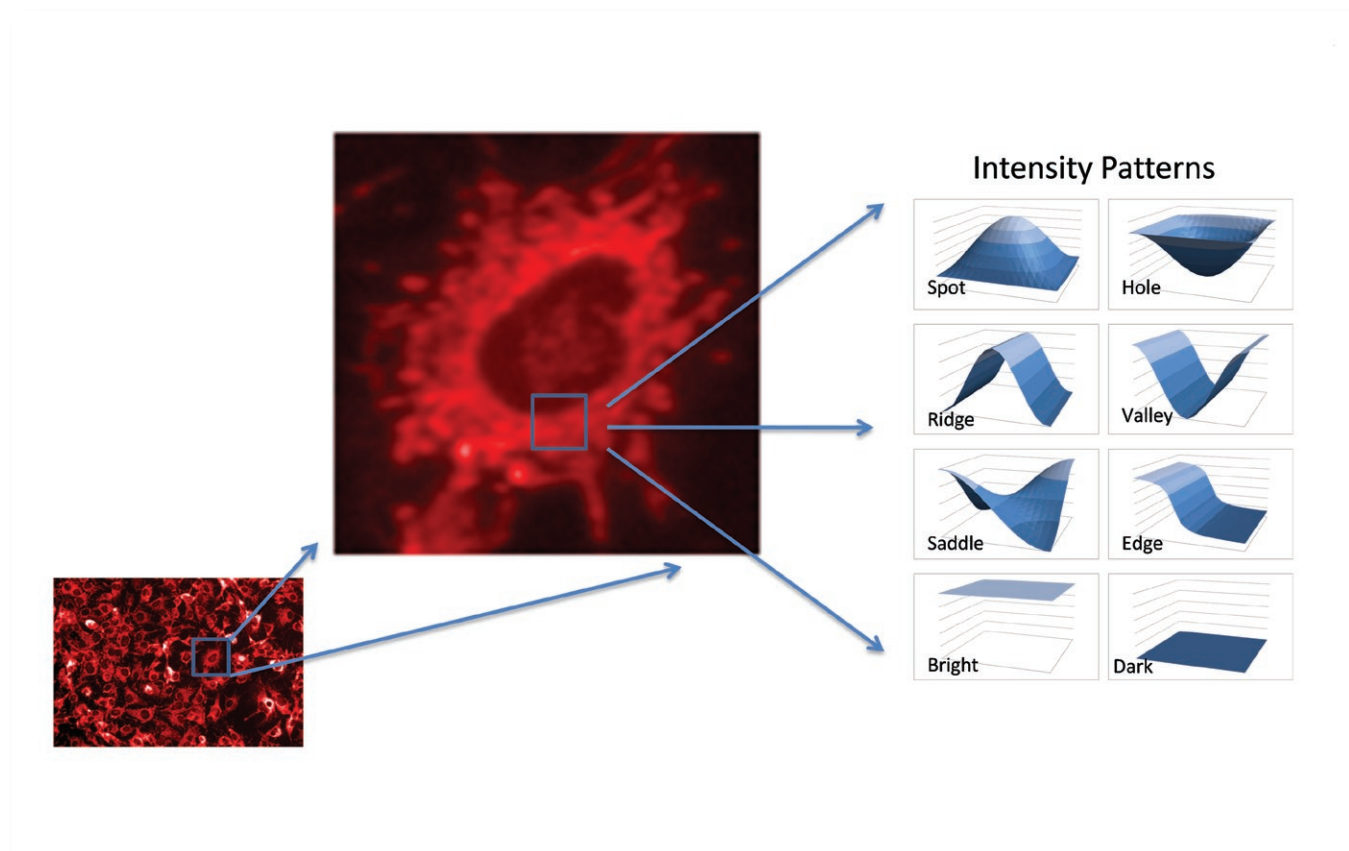 Intensity Patterns
Spot
Hole
Ridge
Valley
Saddle
Edge
Bright
Dark